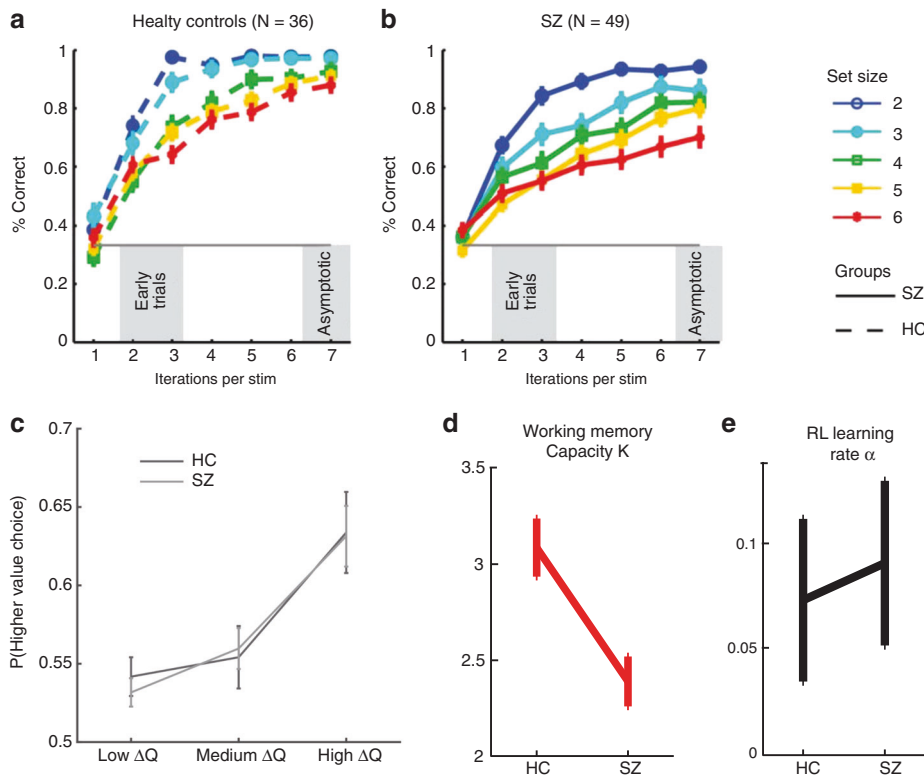 a
Healty controls (N = 36)
b
SZ (N = 49)
% Correct
1
0.8
0.6
0.4
0.2
0
Early
trials
Asymptotic
1 2 3 4 5 6 7
Iterations per stim
% Correct
1
0.8
0.6
0.4
0.2
0
Early
trials
Asymptotic
1 2 3 4 5 6 7
Iterations per stim
Set size
2
3
4
5
6
Groups
SZ
HC
c
P(Higher value choice)
0.7
0.65
0.6
0.55
0.5
HC
SZ
Low ΔQ Medium ΔQ High ΔQ
d
Working memory
Capacity K
3.5
3
2.5
2
HC SZ
e
RL learning
rate α
0.1
0.05
0
HC SZ